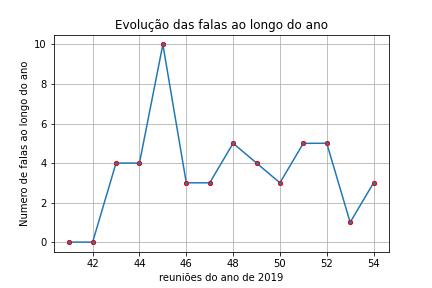 Evolução das falas ao longo do ano
Numero de falas ao longo do ano
10
8
6
4
2
0
42 44 46 48 50 52 54
reuniões do ano de 2019